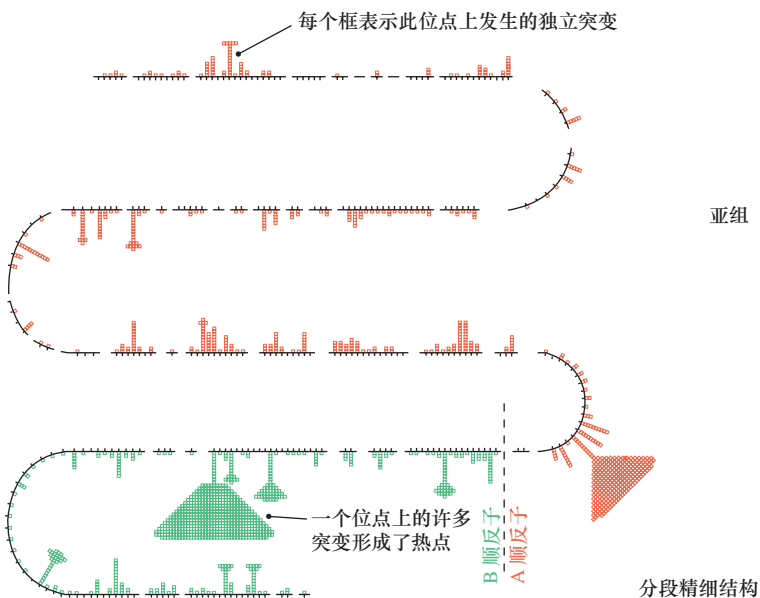 每个框表示此位点上发生的独立突变
亚组
一个位点上的许多
突变形成了热点
B 顺反子
A 顺反子
分段精细结构